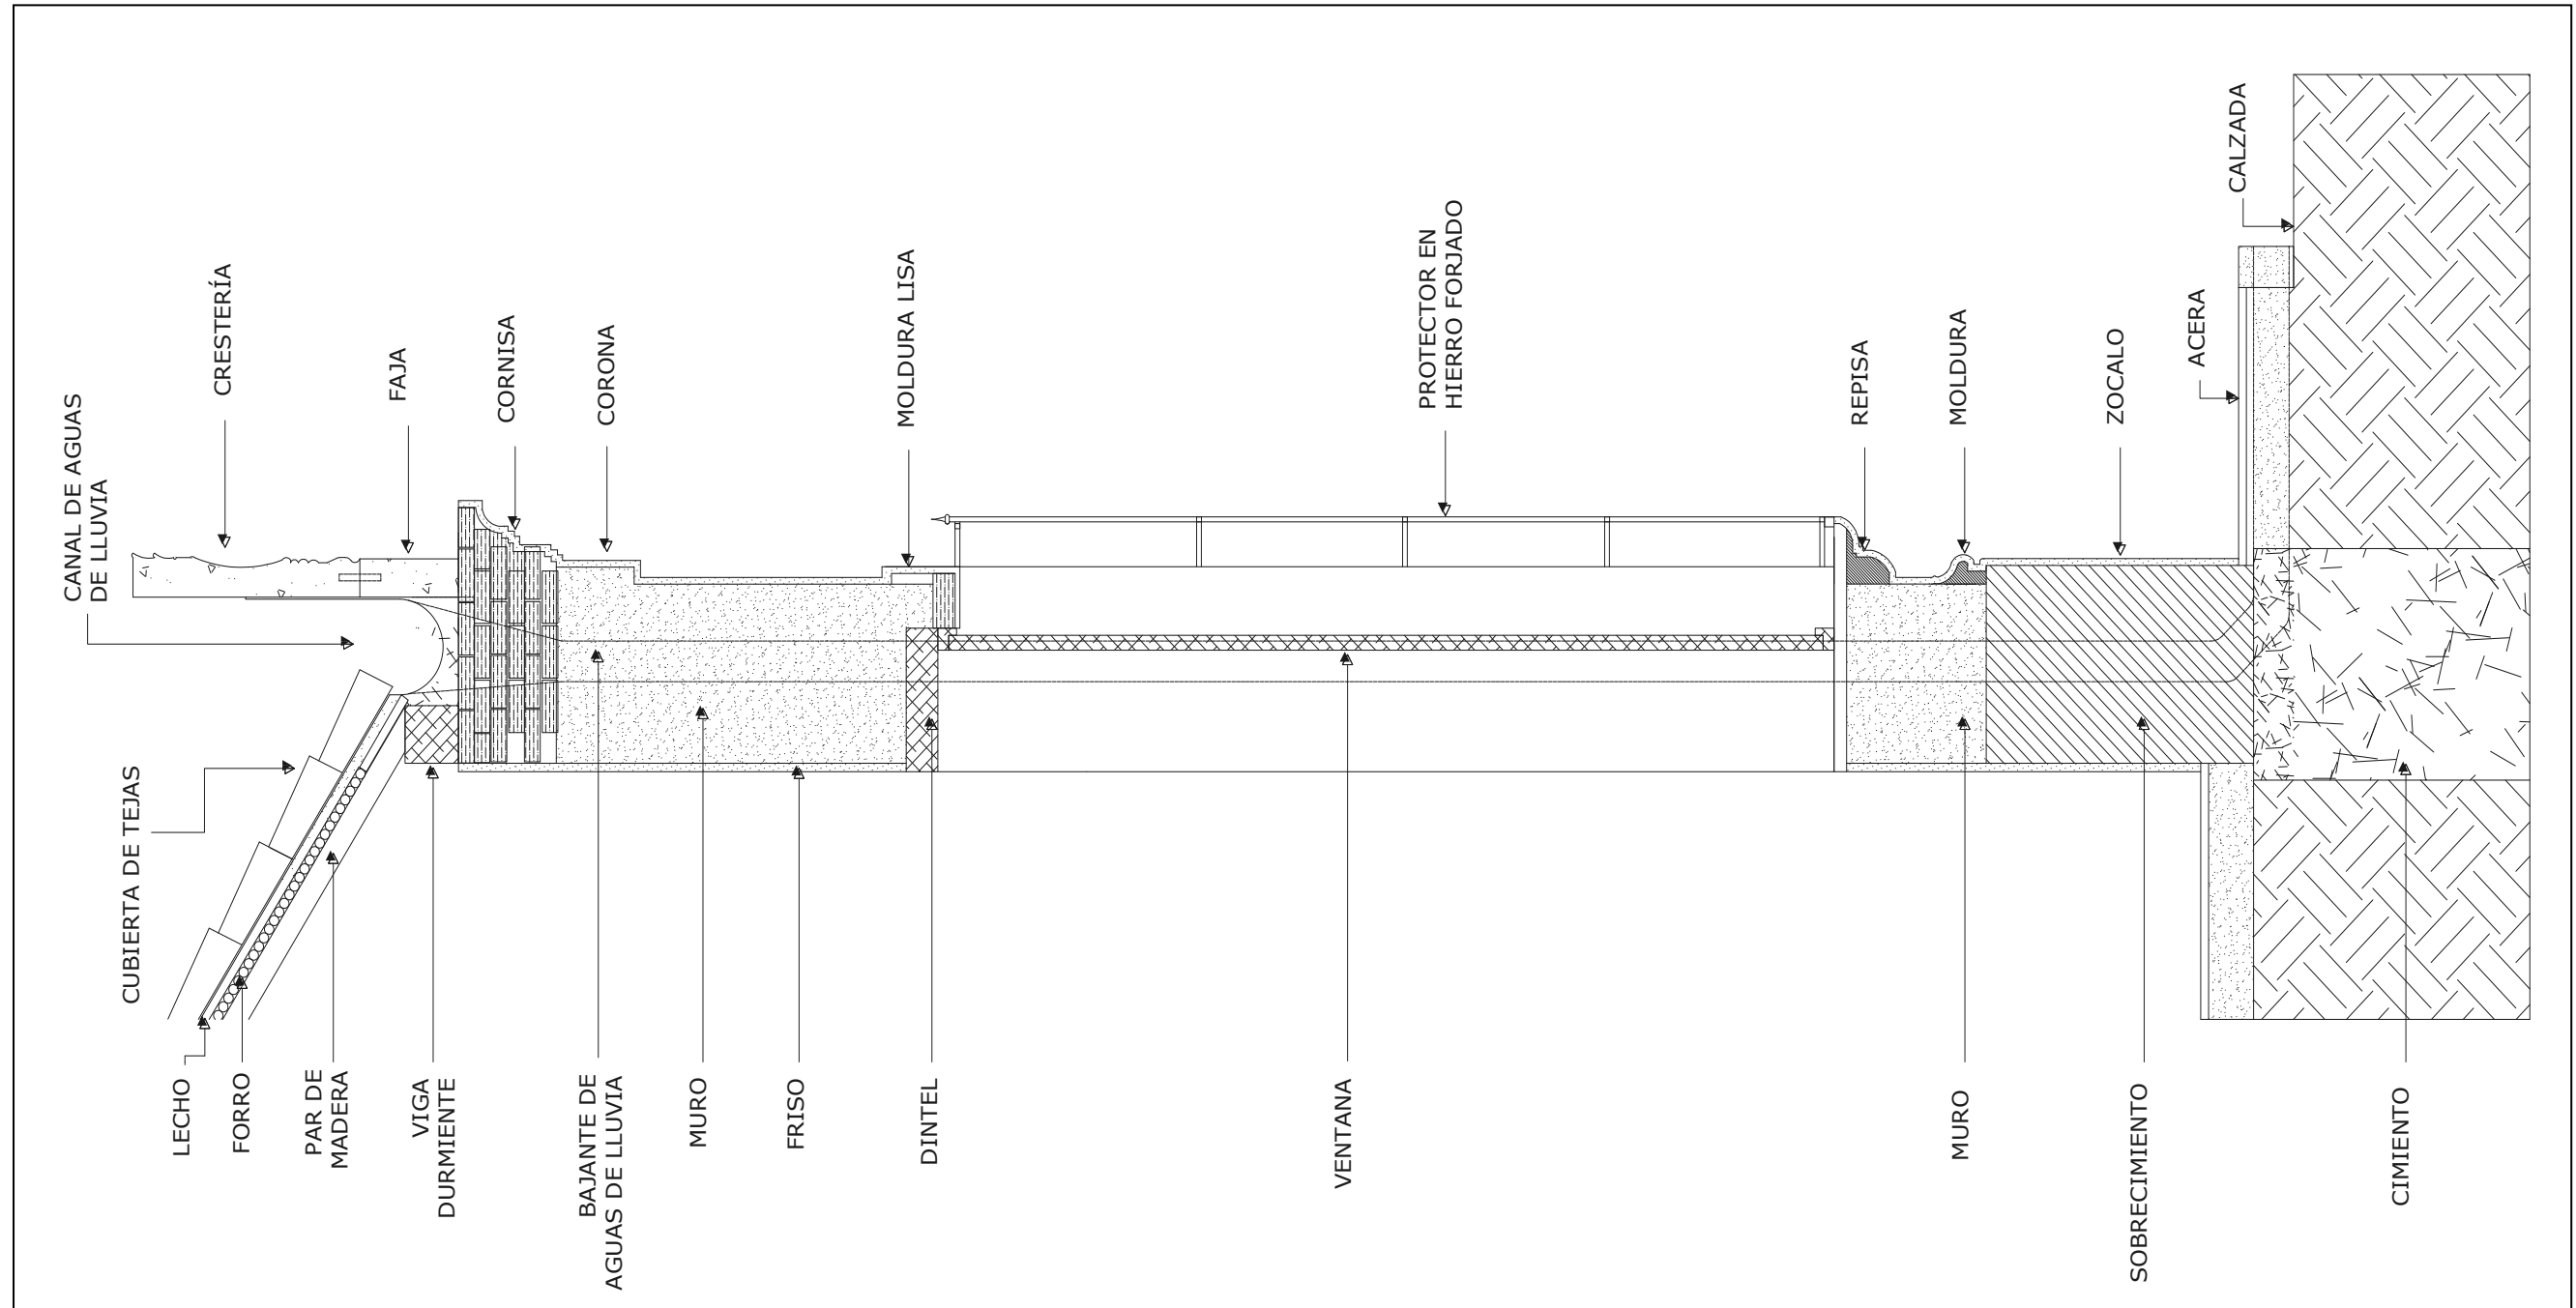 CANAL DE AGUAS
DE LLUVIA
CRESTERÍA
FAJA
CORNISA
CORONA
MOLDURA LISA
PROTECTOR EN
HIERRO FORJADO
REPISA
MOLDURA
ZOCALO
ACERA
CALZADA
CUBIERTA DE TEJAS
LECHO
FORRO
PAR DE
MADERA
VIGA
DURMIENTE
BAJANTE DE
AGUAS DE LLUVIA
MURO
FRISO
DINTEL
VENTANA
MURO
SOBRECIMIENTO
CIMIENTO